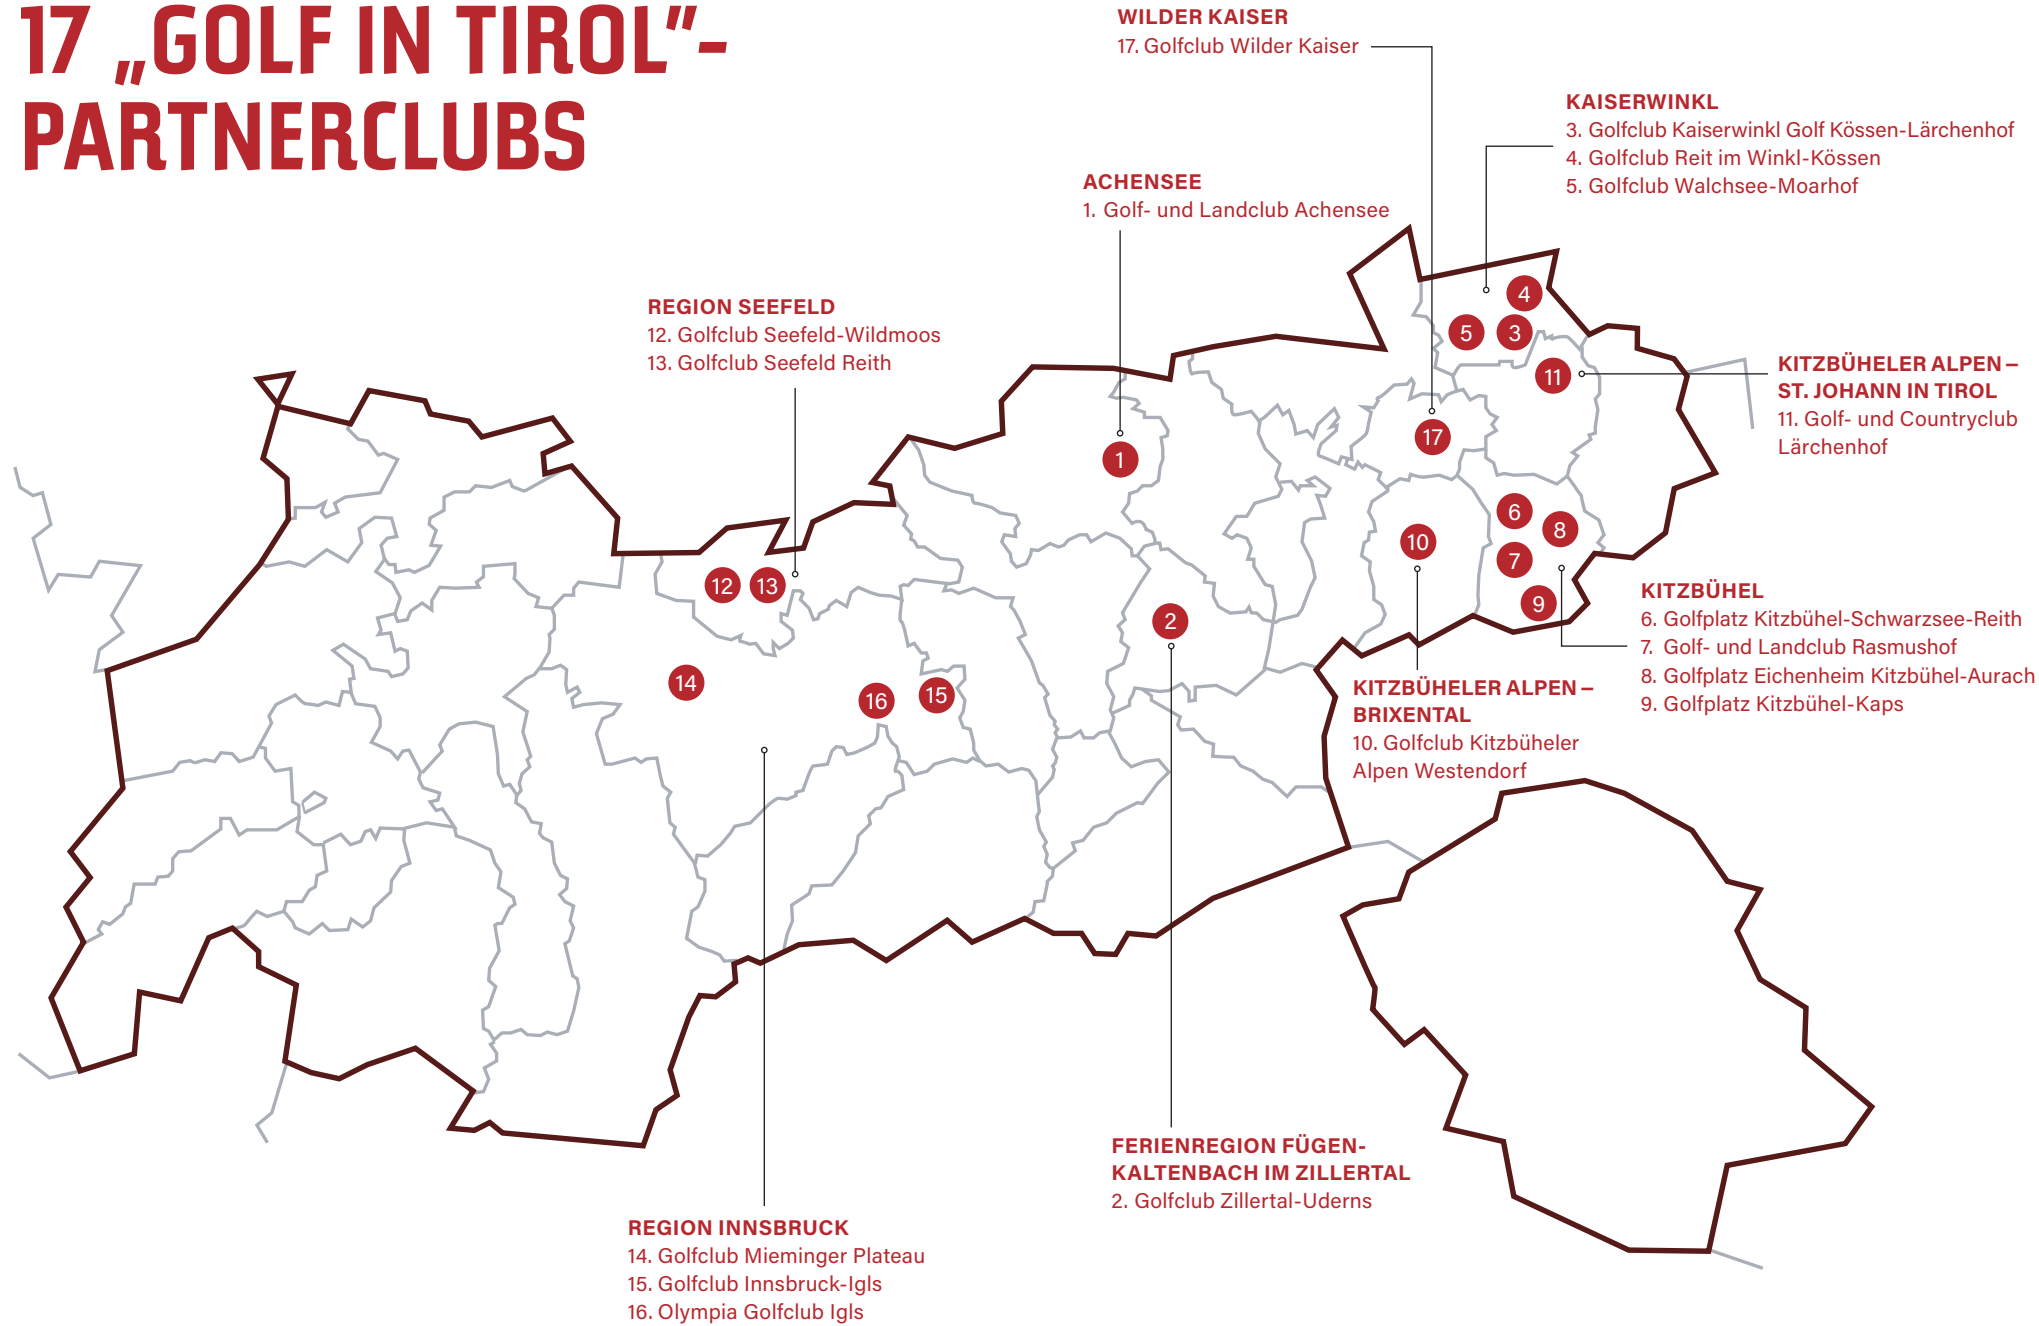 17 „GOLF IN TIROL"-
PARTNERCLUBS
WILDER KAISER
17. Golfclub Wilder Kaiser
KAISERWINKL
3. Golfclub Kaiserwinkl Golf Kössen-Lärchenhof
4. Golfclub Reit im Winkl-Kössen
5. Golfclub Walchsee-Moarhof
ACHENSEE
1. Golf- und Landclub Achensee
REGION SEEFELD
12. Golfclub Seefeld-Wildmoos
13. Golfclub Seefeld Reith
KITZBÜHELER ALPEN –
ST. JOHANN IN TIROL
11. Golf- und Countryclub
Lärchenhof
4
5
3
11
17
1
6
8
10
7
9
12
13
2
14
16
15
KITZBÜHEL
6. Golfplatz Kitzbühel-Schwarzsee-Reith
7. Golf- und Landclub Rasmushof
8. Golfplatz Eichenheim Kitzbühel-Aurach
9. Golfplatz Kitzbühel-Kaps
KITZBÜHELER ALPEN –
BRIXENTAL
10. Golfclub Kitzbüheler
Alpen Westendorf
FERIENREGION FÜGEN-
KALTENBACH IM ZILLERTAL
2. Golfclub Zillertal-Uderns
REGION INNSBRUCK
14. Golfclub Mieminger Plateau
15. Golfclub Innsbruck-Igls
16. Olympia Golfclub Igls